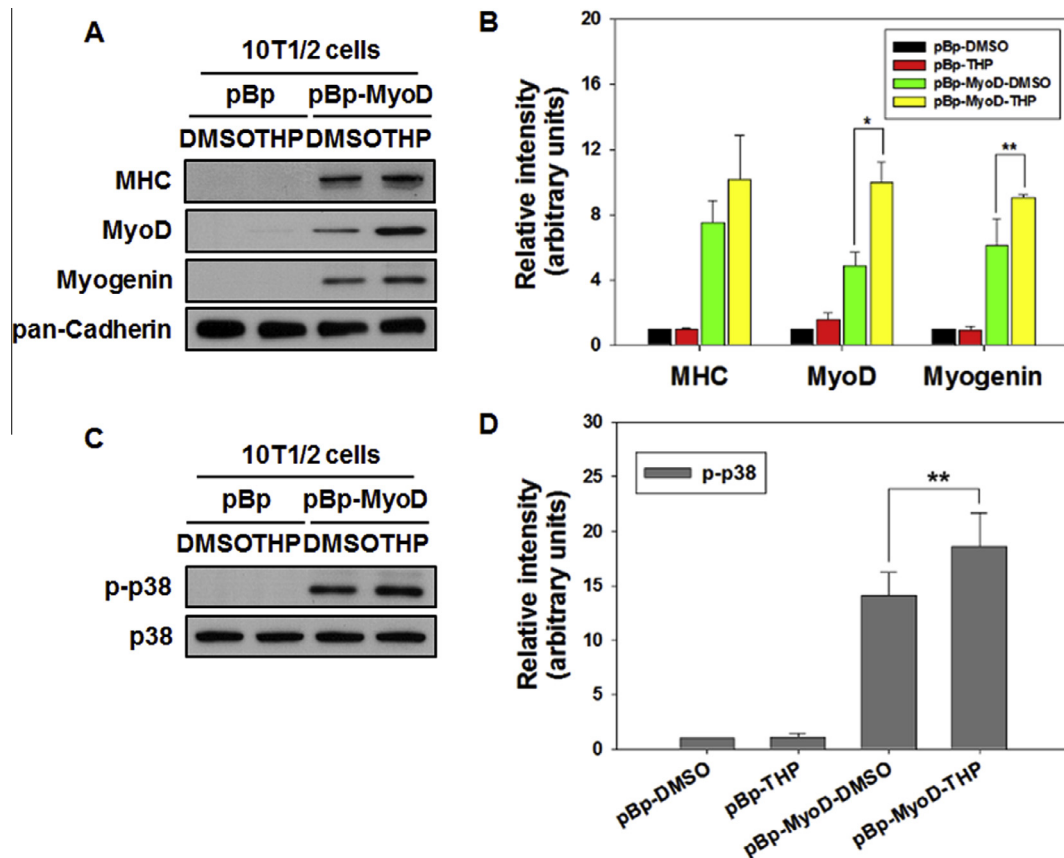 A
10T1/2 cells
pBp pBp-MyoD
DMSOTHP DMSOTHP
MHC
MyoD
Myogenin
pan-Cadherin
B
Relative intensity
(arbitrary units)
20
16
12
8
4
0
pBp-DMSO
pBp-THP
pBp-MyoD-DMSO
pBp-MyoD-THP
*
**
MHC MyoD Myogenin
C
10T1/2 cells
pBp pBp-MyoD
DMSOTHP DMSOTHP
p-p38
p38
D
Relative intensity
(arbitrary units)
30
25
20
15
10
5
0
p-p38
**
pBp-DMSO
pBp-THP
pBp-MyoD-DMSO
pBp-MyoD-THP